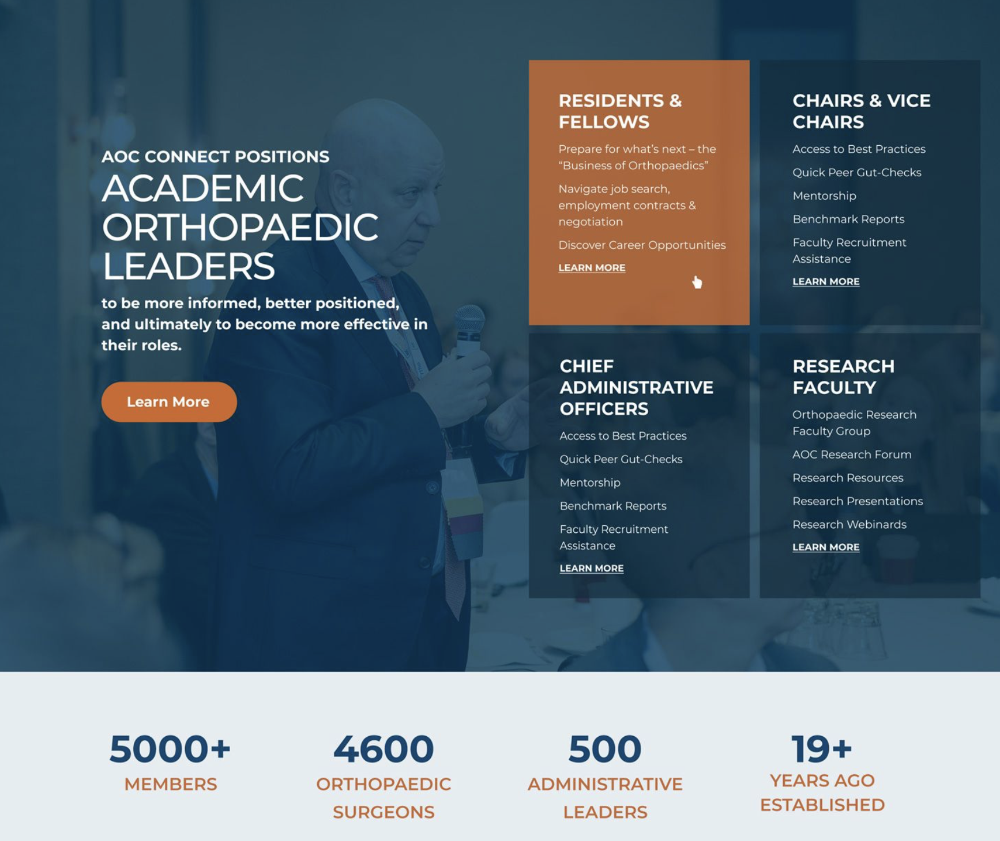 AOC CONNECT POSITIONS
ACADEMIC
ORTHOPAEDIC
LEADERS
to be more informed, better positioned,
and ultimately to become more effective in
their roles.
Learn More
RESIDENTS &
FELLOWS
Prepare for what's next – the
“Business of Orthopaedics”
Navigate job search,
employment contracts &
negotiation
Discover Career Opportunities
LEARN MORE
CHAIRS & VICE
CHAIRS
Access to Best Practices
Quick Peer Gut-Checks
Mentorship
Benchmark Reports
Faculty Recruitment
Assistance
LEARN MORE
CHIEF
ADMINISTRATIVE
OFFICERS
Access to Best Practices
Quick Peer Gut-Checks
Mentorship
Benchmark Reports
Faculty Recruitment
Assistance
LEARN MORE
RESEARCH
FACULTY
Orthopaedic Research
Faculty Group
AOC Research Forum
Research Resources
Research Presentations
Research Webinards
LEARN MORE
5000+
MEMBERS
4600
ORTHOPAEDIC
SURGEONS
500
ADMINISTRATIVE
LEADERS
19+
YEARS AGO
ESTABLISHED